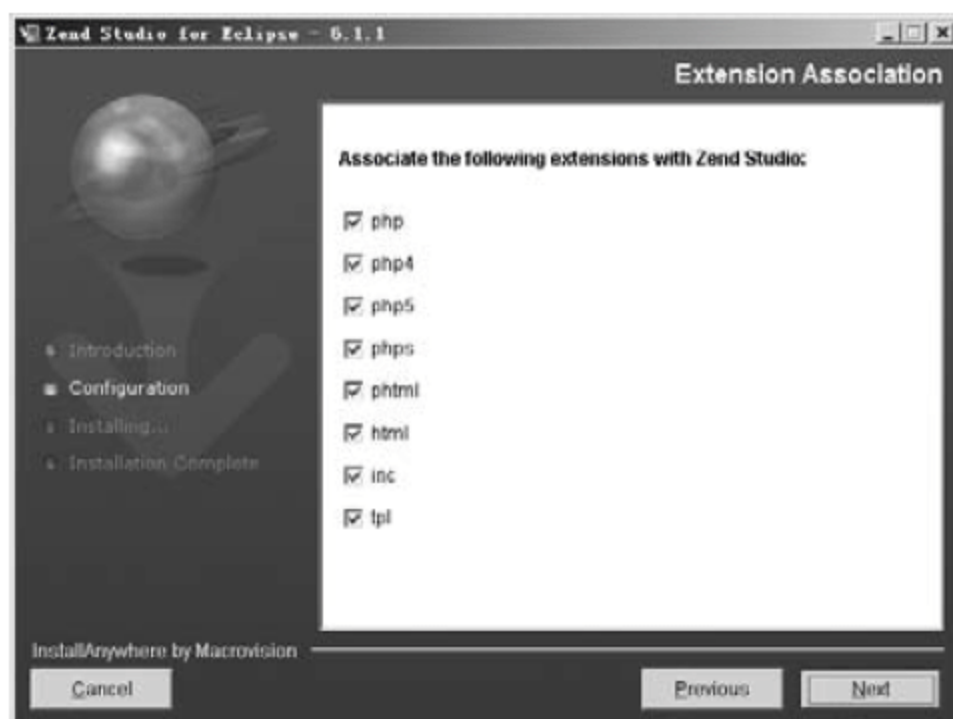 Zend Studio for Eclipse - 6.1.1
Extension Association
Associate the following extensions with Zend Studio:
php
php4
php5
phps
phtml
html
inc
tpl
Introduction
Configuration
Installing...
Installation Complete
InstallAnywhere by Macrovision
Cancel
Previous
Next